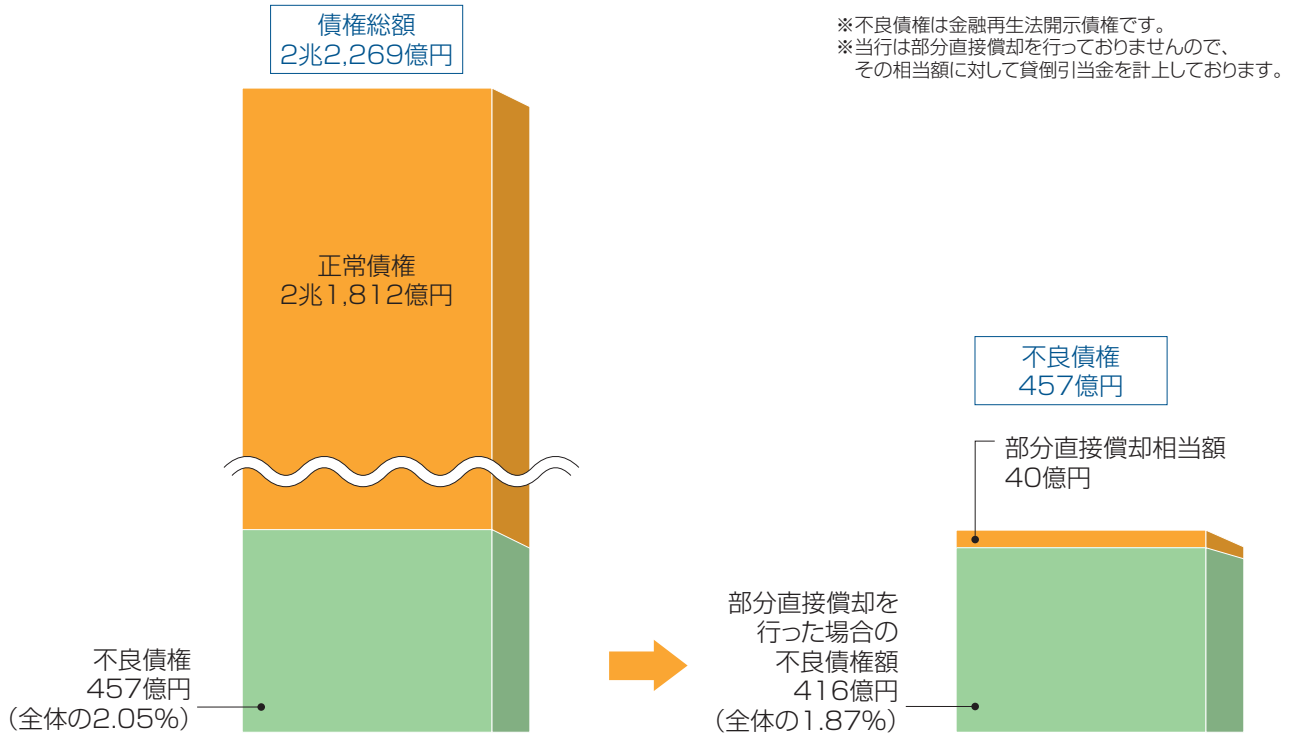 債権総額
2兆2,269億円
※不良債権は金融再生法開示債権です。
※当行は部分直接償却を行っておりませんので、
その相当額に対して貸倒引当金を計上しております。
正常債権
2兆1,812億円
不良債権
457億円
(全体の2.05%)
不良債権
457億円
部分直接償却相当額
40億円
部分直接償却を
行った場合の
不良債権額
416億円
(全体の1.87%)